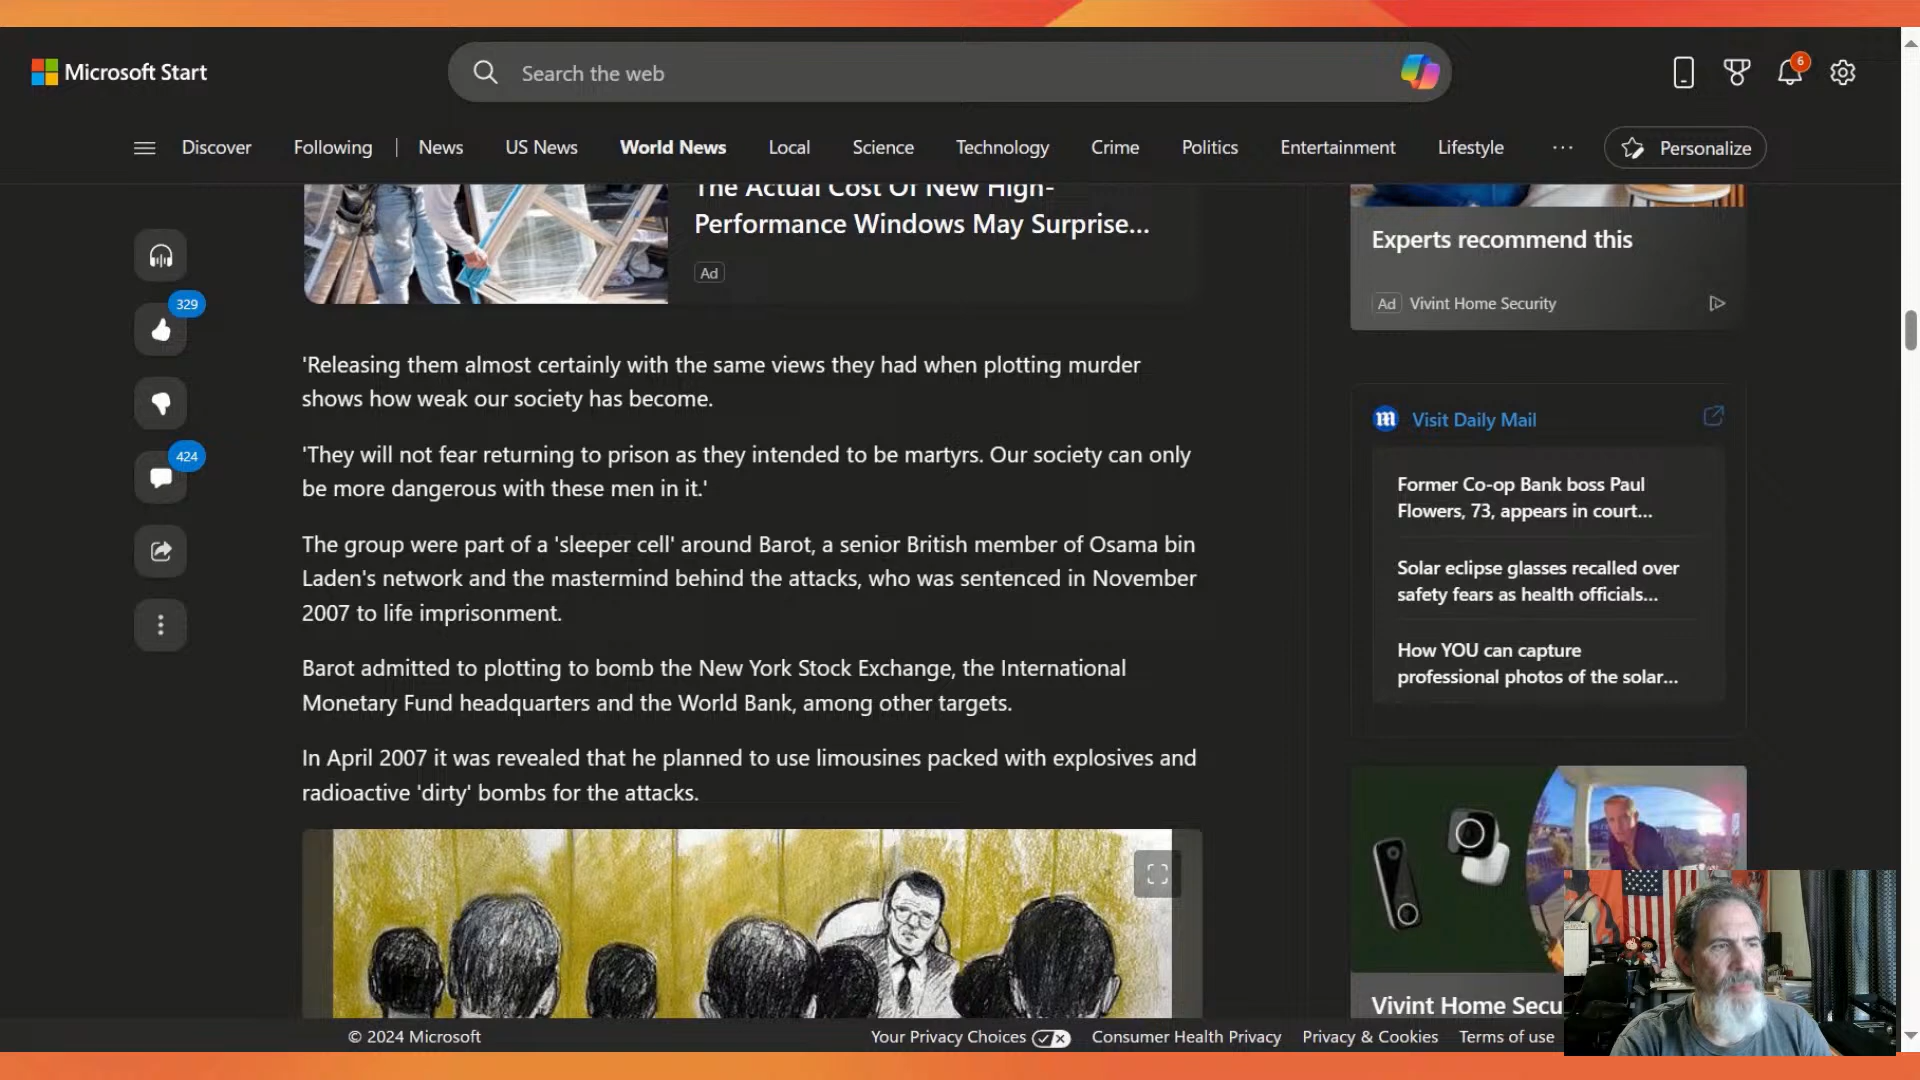 Microsoft Start
Search the web
6
Discover
Following
News
US News
World News
Local
Science
Technology
Crime
Politics
Entertainment
Lifestyle
...
Personalize
The Actual Cost Of New High-
Performance Windows May Surprise...
Ad
Experts recommend this
Ad Vivint Home Security
329
424
'Releasing them almost certainly with the same views they had when plotting murder
shows how weak our society has become.
'They will not fear returning to prison as they intended to be martyrs. Our society can only
be more dangerous with these men in it.'
The group were part of a 'sleeper cell' around Barot, a senior British member of Osama bin
Laden's network and the mastermind behind the attacks, who was sentenced in November
2007 to life imprisonment.
Barot admitted to plotting to bomb the New York Stock Exchange, the International
Monetary Fund headquarters and the World Bank, among other targets.
In April 2007 it was revealed that he planned to use limousines packed with explosives and
radioactive 'dirty' bombs for the attacks.
m Visit Daily Mail
Former Co-op Bank boss Paul
Flowers, 73, appears in court...
Solar eclipse glasses recalled over
safety fears as health officials...
How YOU can capture
professional photos of the solar...
Vivint Home Secu
© 2024 Microsoft
Your Privacy Choices
Consumer Health Privacy
Privacy & Cookies
Terms of use